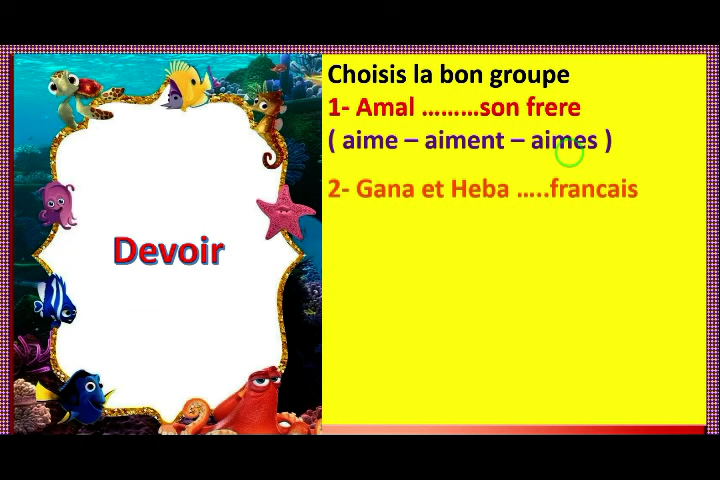 Devoir
Choisis la bon groupe
1- Amal .........son frere
( aime – aiment – aimes )
2- Gana et Heba .....francais